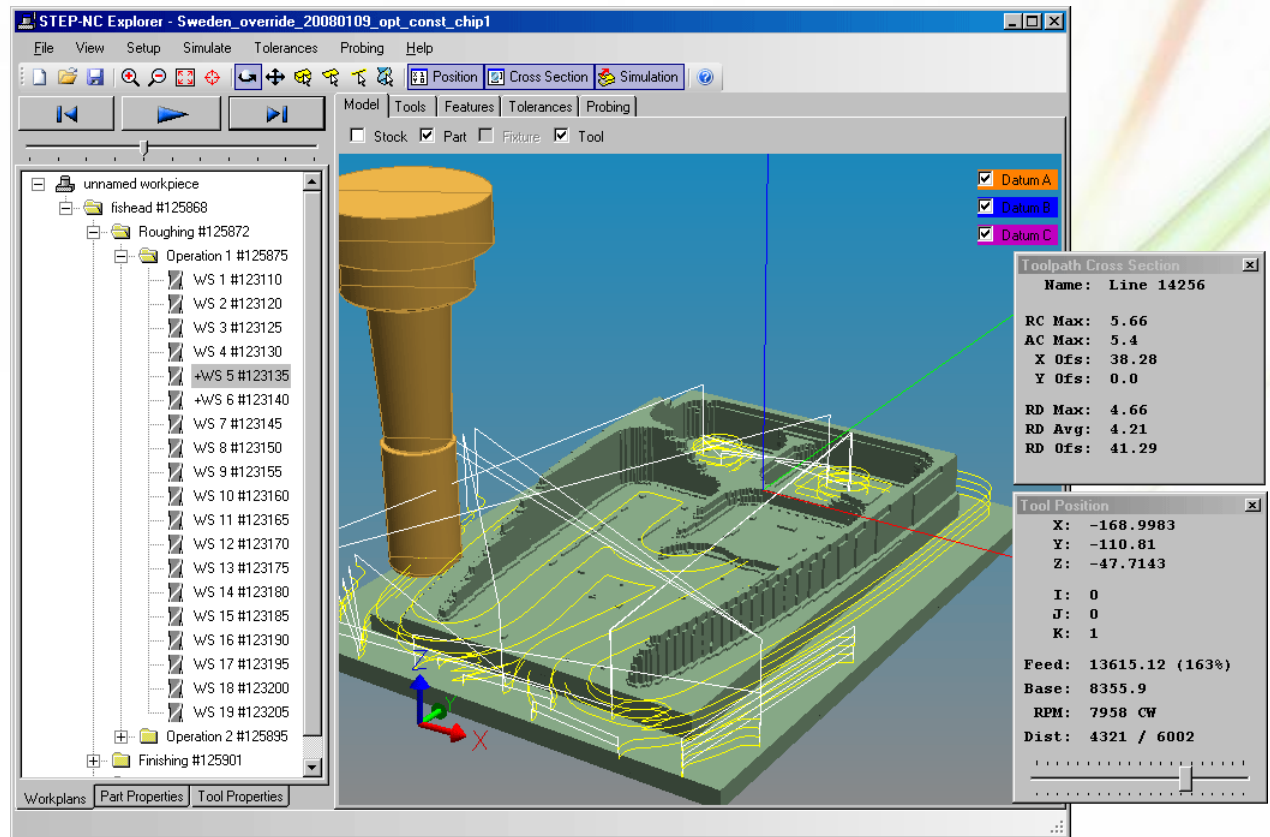 STEP-NC Explorer - Sweden_override_20080109_opt_const_chip1
File View Setup Simulate Tolerances Probing Help
Position Cross Section Simulation
Model Tools Features Tolerances Probing
Stock Part Fixture Tool
unnamed workpiece
fishead #125868
Roughing #125872
Operation 1 #125875
WS 1 #123110
WS 2 #123120
WS 3 #123125
WS 4 #123130
+WS 5 #123135
+WS 6 #123140
WS 7 #123145
WS 8 #123150
WS 9 #123155
WS 10 #123160
WS 11 #123165
WS 12 #123170
WS 13 #123175
WS 14 #123180
WS 15 #123185
WS 16 #123190
WS 17 #123195
WS 18 #123200
WS 19 #123205
Operation 2 #125895
Finishing #125901
Workplans Part Properties Tool Properties
Datum A
Datum B
Datum C
Z
Y
X
Toolpath Cross Section
Name: Line 14256
RC Max: 5.66
AC Max: 5.4
X Ofs: 38.28
Y Ofs: 0.0
RD Max: 4.66
RD Avg: 4.21
RD Ofs: 41.29
Tool Position
X: -168.9983
Y: -110.81
Z: -47.7143
I: 0
J: 0
K: 1
Feed: 13615.12 (163%)
Base: 8355.9
RPM: 7958 CW
Dist: 4321 / 6002